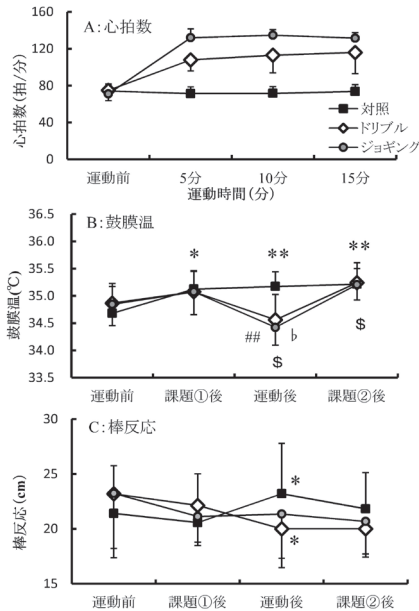 A:心拍数
160
120
80
40
0
心拍数(拍/分)
対照
ドリブル
ジョギング
運動前
5分
10分
15分
運動時間(分)
B:鼓膜温
36.5
36.0
35.5
35.0
34.5
34.0
33.5
鼓膜温(℃)
*
**
**
##
♭
$
$
運動前
課題①後
運動後
課題②後
C:棒反応
30
25
20
15
棒反応(cm)
*
*
運動前
課題①後
運動後
課題②後